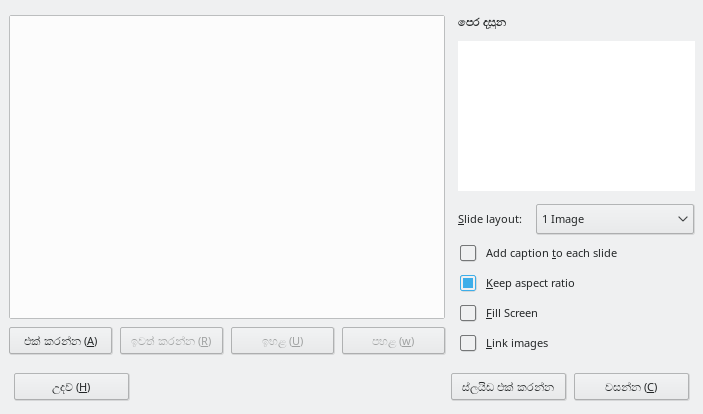 පෙර දසුන
Slide layout:
1 Image
Add caption to each slide
Keep aspect ratio
Fill Screen
Link images
එක් කරන්න (A)
ඉවත් කරන්න (R)
ඉහළ (U)
පහළ (w)
උදව් (H)
ස්ලයිඩ එක් කරන්න
වසන්න (C)